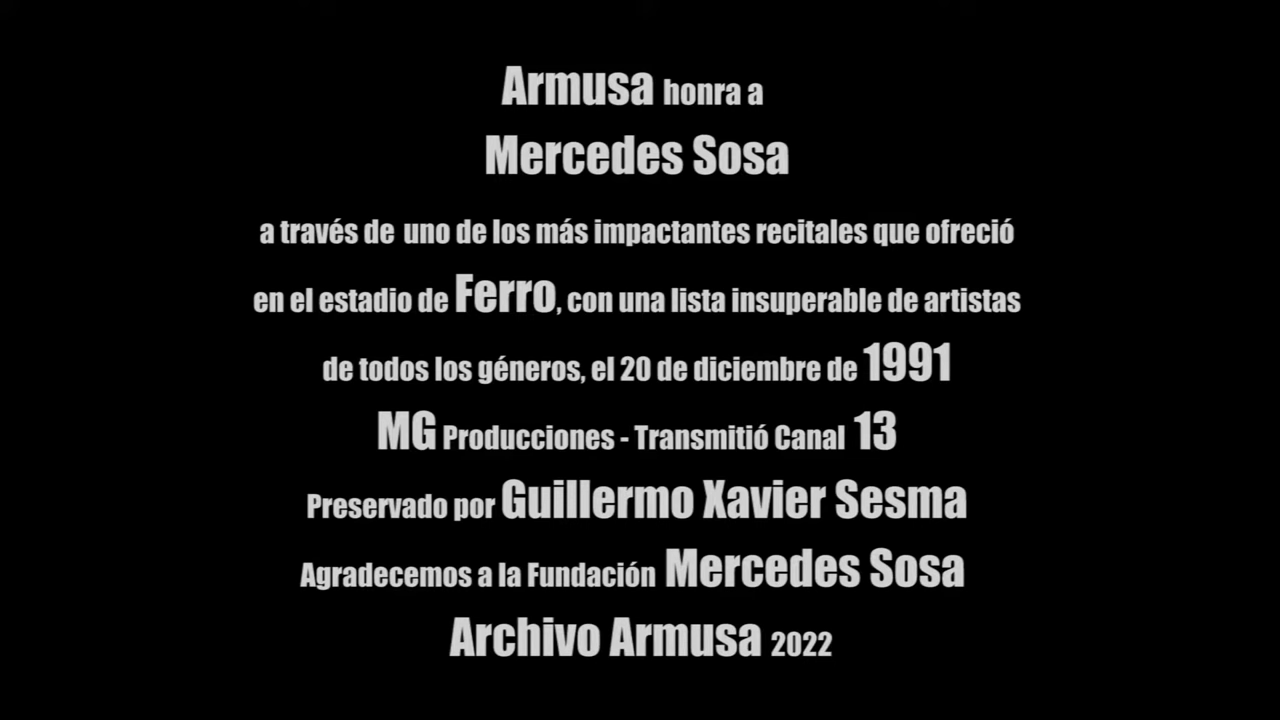 Armusa honra a
Mercedes Sosa
a través de uno de los más impactantes recitales que ofreció
en el estadio de Ferro, con una lista insuperable de artistas
de todos los géneros, el 20 de diciembre de 1991
MG Producciones - Transmitió Canal 13
Preservado por Guillermo Xavier Sesma
Agradecemos a la Fundación Mercedes Sosa
Archivo Armusa 2022